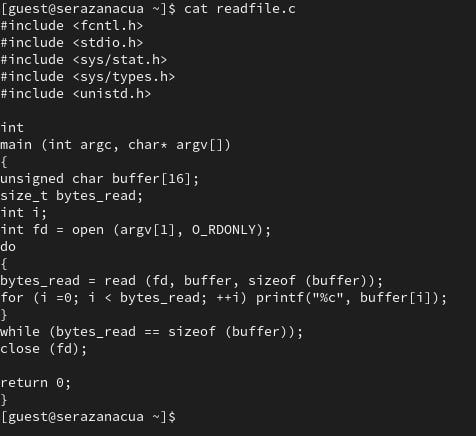 [guest@serazanacua ~]$ cat readfile.c
#include <fcntl.h>
#include <stdio.h>
#include <sys/stat.h>
#include <sys/types.h>
#include <unistd.h>

int
main (int argc, char* argv[])
{
unsigned char buffer[16];
size_t bytes_read;
int i;
int fd = open (argv[1], O_RDONLY);
do
{
bytes_read = read (fd, buffer, sizeof (buffer));
for (i =0; i < bytes_read; ++i) printf("%c", buffer[i]);
}
while (bytes_read == sizeof (buffer));
close (fd);

return 0;
}
[guest@serazanacua ~]$